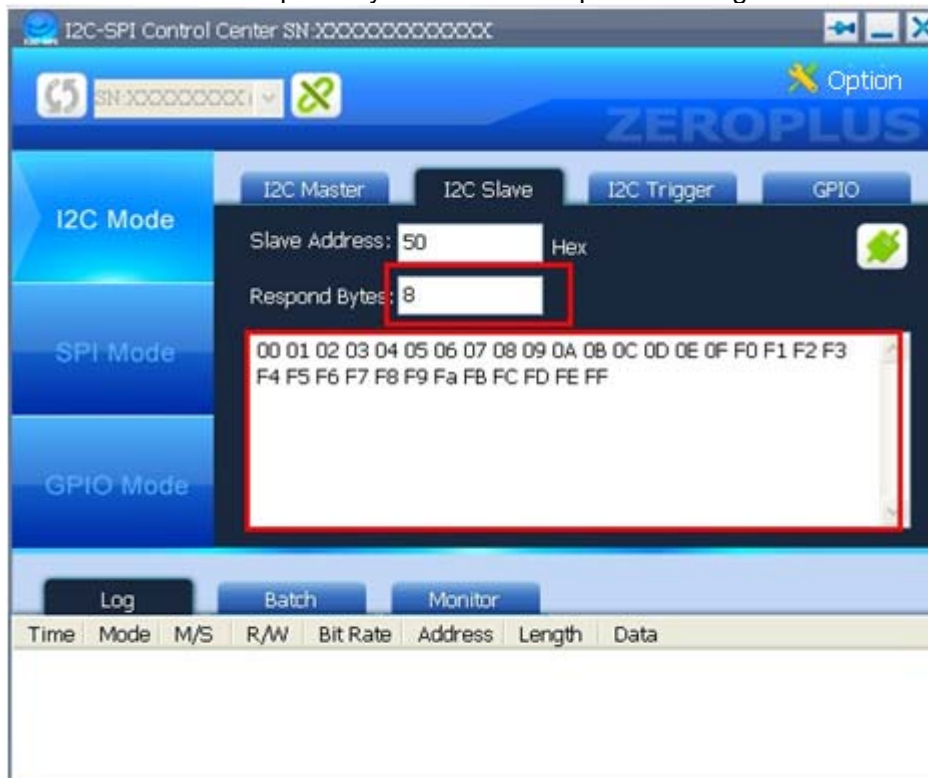 I2C-SPI Control Center SN:XXXXXXXXXXXXX
Option
ZEROPLUS
I2C Mode
SPI Mode
GPIO Mode
I2C Master
I2C Slave
I2C Trigger
GPIO
Slave Address: 50 Hex
Respond Bytes: 8
00 01 02 03 04 05 06 07 08 09 0A 0B 0C 0D 0E 0F F0 F1 F2 F3
F4 F5 F6 F7 F8 F9 Fa FB FC FD FE FF
Log Batch Monitor
Time Mode M/S R/W Bit Rate Address Length Data